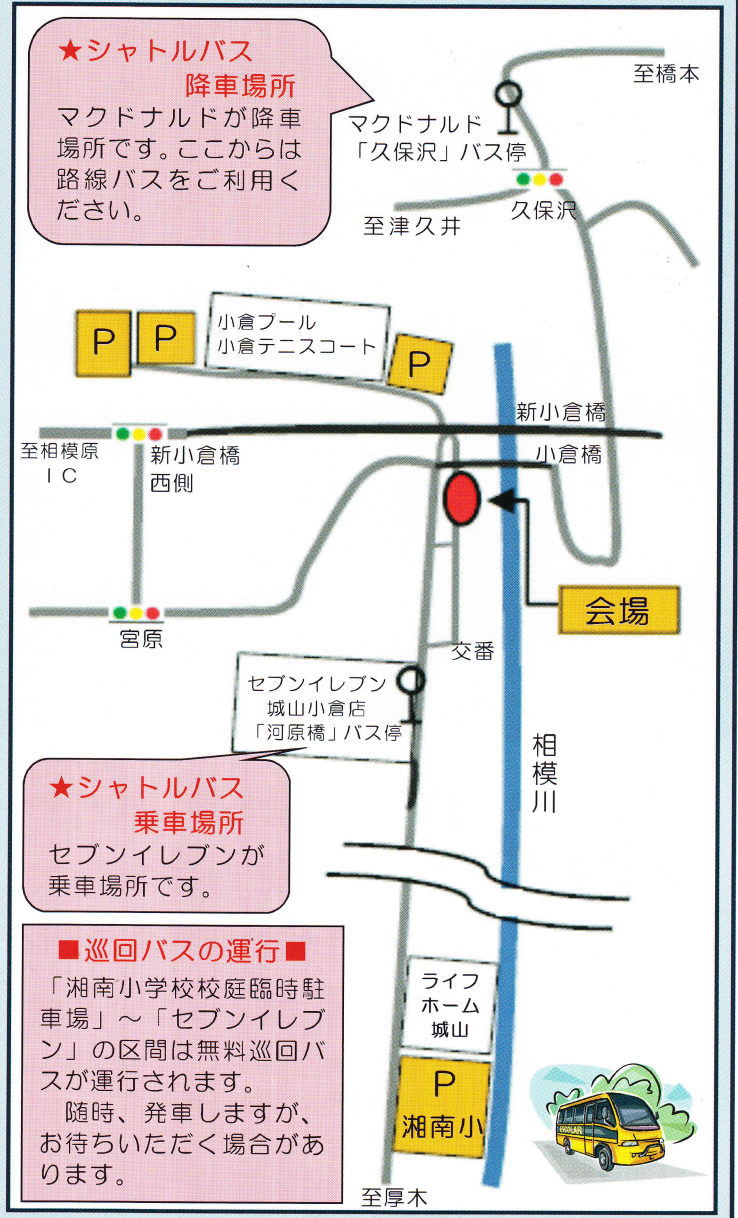 ★シャトルバス
降車場所
マクドナルドが降車
場所です。ここからは
路線バスをご利用く
ださい。
至橋本
マクドナルド
「久保沢」バス停
久保沢
至津久井
小倉プール
小倉テニスコート
P
P
P
新小倉橋
小倉橋
至相模原
IC
新小倉橋
西側
会場
宮原
交番
セブンイレブン
城山小倉店
「河原橋」バス停
相模川
★シャトルバス
乗車場所
セブンイレブンが
乗車場所です。
■巡回バスの運行■
「湘南小学校校庭臨時駐
車場」~「セブンイレブ
ン」の区間は無料巡回バ
スが運行されます。
随時、発車しますが、
お待ちいただく場合があ
ります。
ライフ
ホーム
城山
P
湘南小
ESCOLAR
至厚木